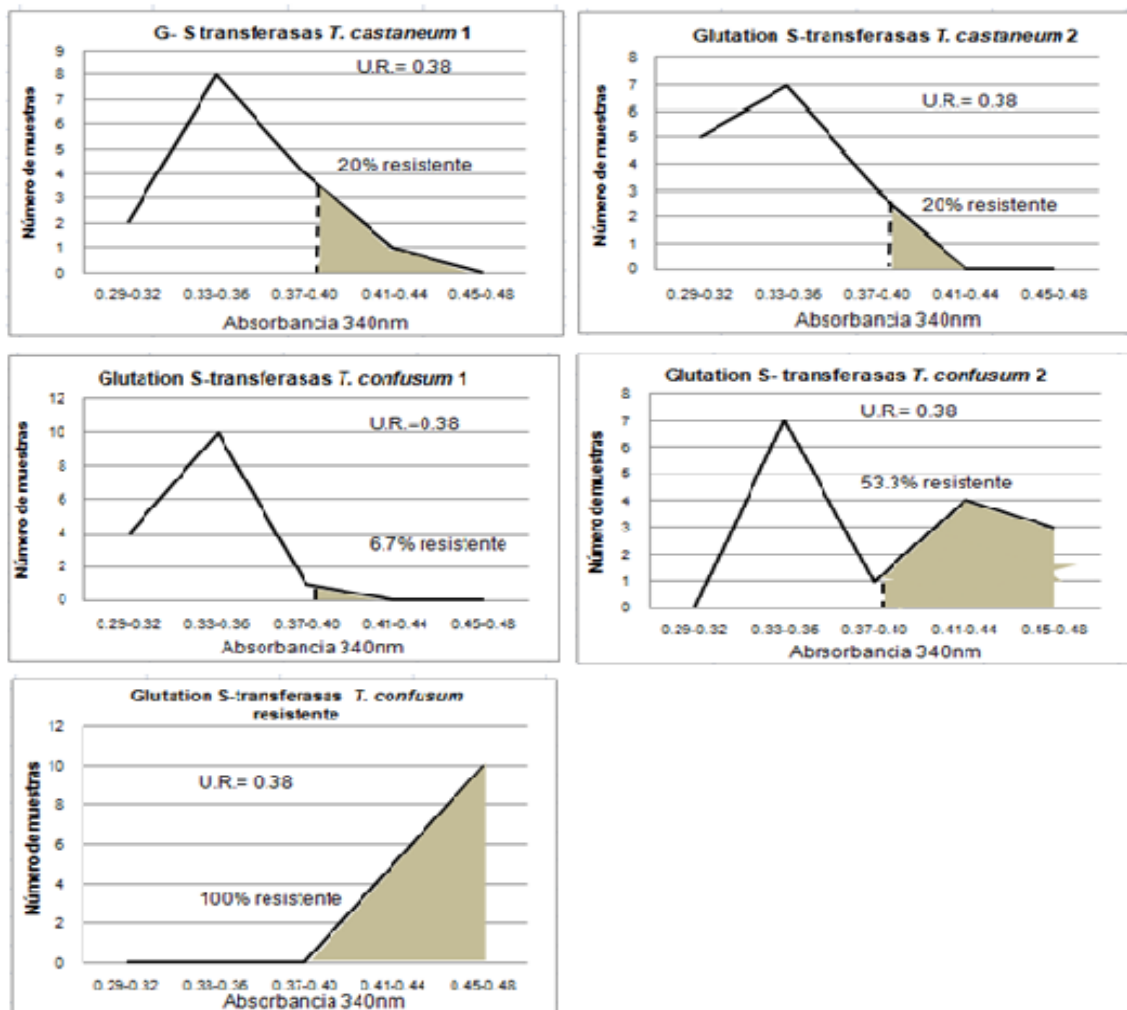 G- S transferasas T. castaneum 1
U.R.= 0.38
20% resistente
Número de muestras
9
8
7
6
5
4
3
2
1
0
0.29-0.32 0.33-0.36 0.37-0.40 0.41-0.44 0.45-0.48
Absorbancia 340nm
Glutation S-transferasas T. castaneum 2
U.R.= 0.38
20% resistente
Número de muestras
8
7
6
5
4
3
2
1
0
0.29-0.32 0.33-0.36 0.37-0.40 0.41-0.44 0.45-0.48
Absorbancia 340nm
Glutation S-transferasas T. confusum 1
U.R.=0.38
6.7% resistente
Número de muestras
12
10
8
6
4
2
0
0.29-0.32 0.33-0.36 0.37-0.40 0.41-0.44 0.45-0.48
Absorbancia 340nm
Glutation S- transferasas T. confusum 2
U.R.= 0.38
53.3% resistente
Número de muestras
8
7
6
5
4
3
2
1
0
0.29-0.32 0.33-0.36 0.37-0.40 0.41-0.44 0.45-0.48
Abrsorbancia 340nm
Glutation S-transferasas T. confusum
resistente
U.R.= 0.38
100% resistente
Número de muestras
12
10
8
6
4
2
0
0.29-0.32 0.33-0.36 0.37-0.40 0.41-0.44 0.45-0.48
Absorbancia 340nm